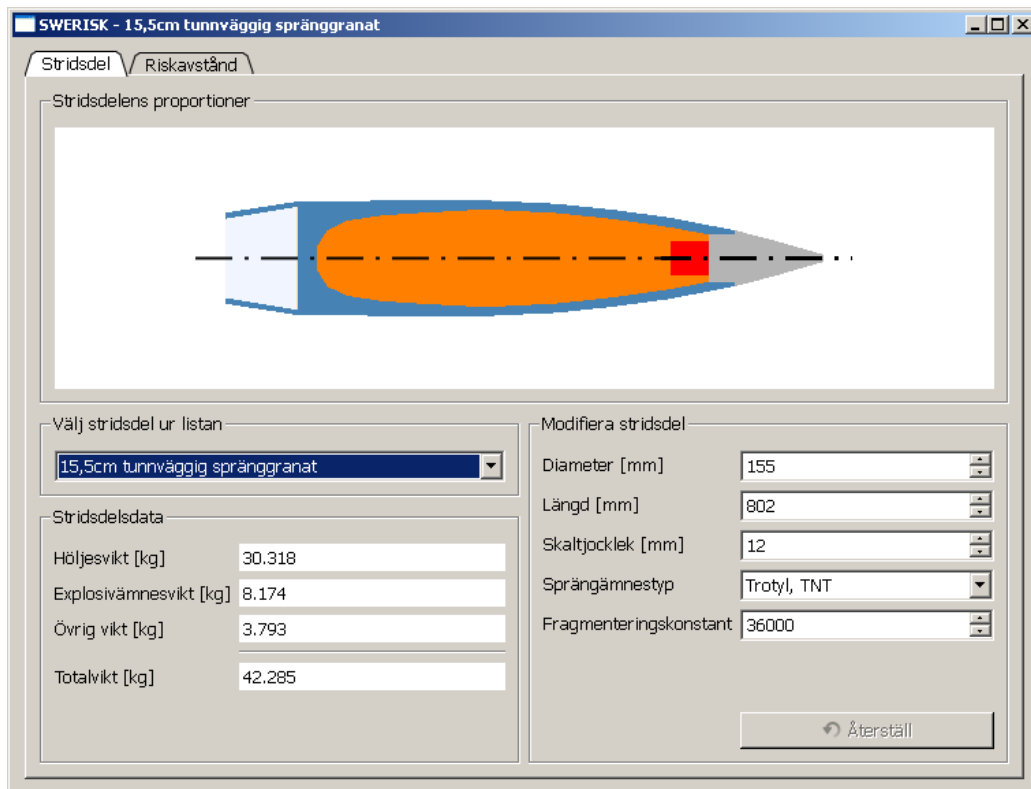 SWERISK - 15,5cm tunnväggig spränggranat
Stridsdel
Riskavstånd
Stridsdelens proportioner
Välj stridsdel ur listan
15,5cm tunnväggig spränggranat
Stridsdelsdata
Höljesvikt [kg] 30.318
Explosivämnesvikt [kg] 8.174
Övrig vikt [kg] 3.793
Totalvikt [kg] 42.285
Modifiera stridsdel
Diameter [mm] 155
Längd [mm] 802
Skaltjocklek [mm] 12
Sprängämnestyp Trotyl, TNT
Fragmenteringskonstant 36000
Återställ